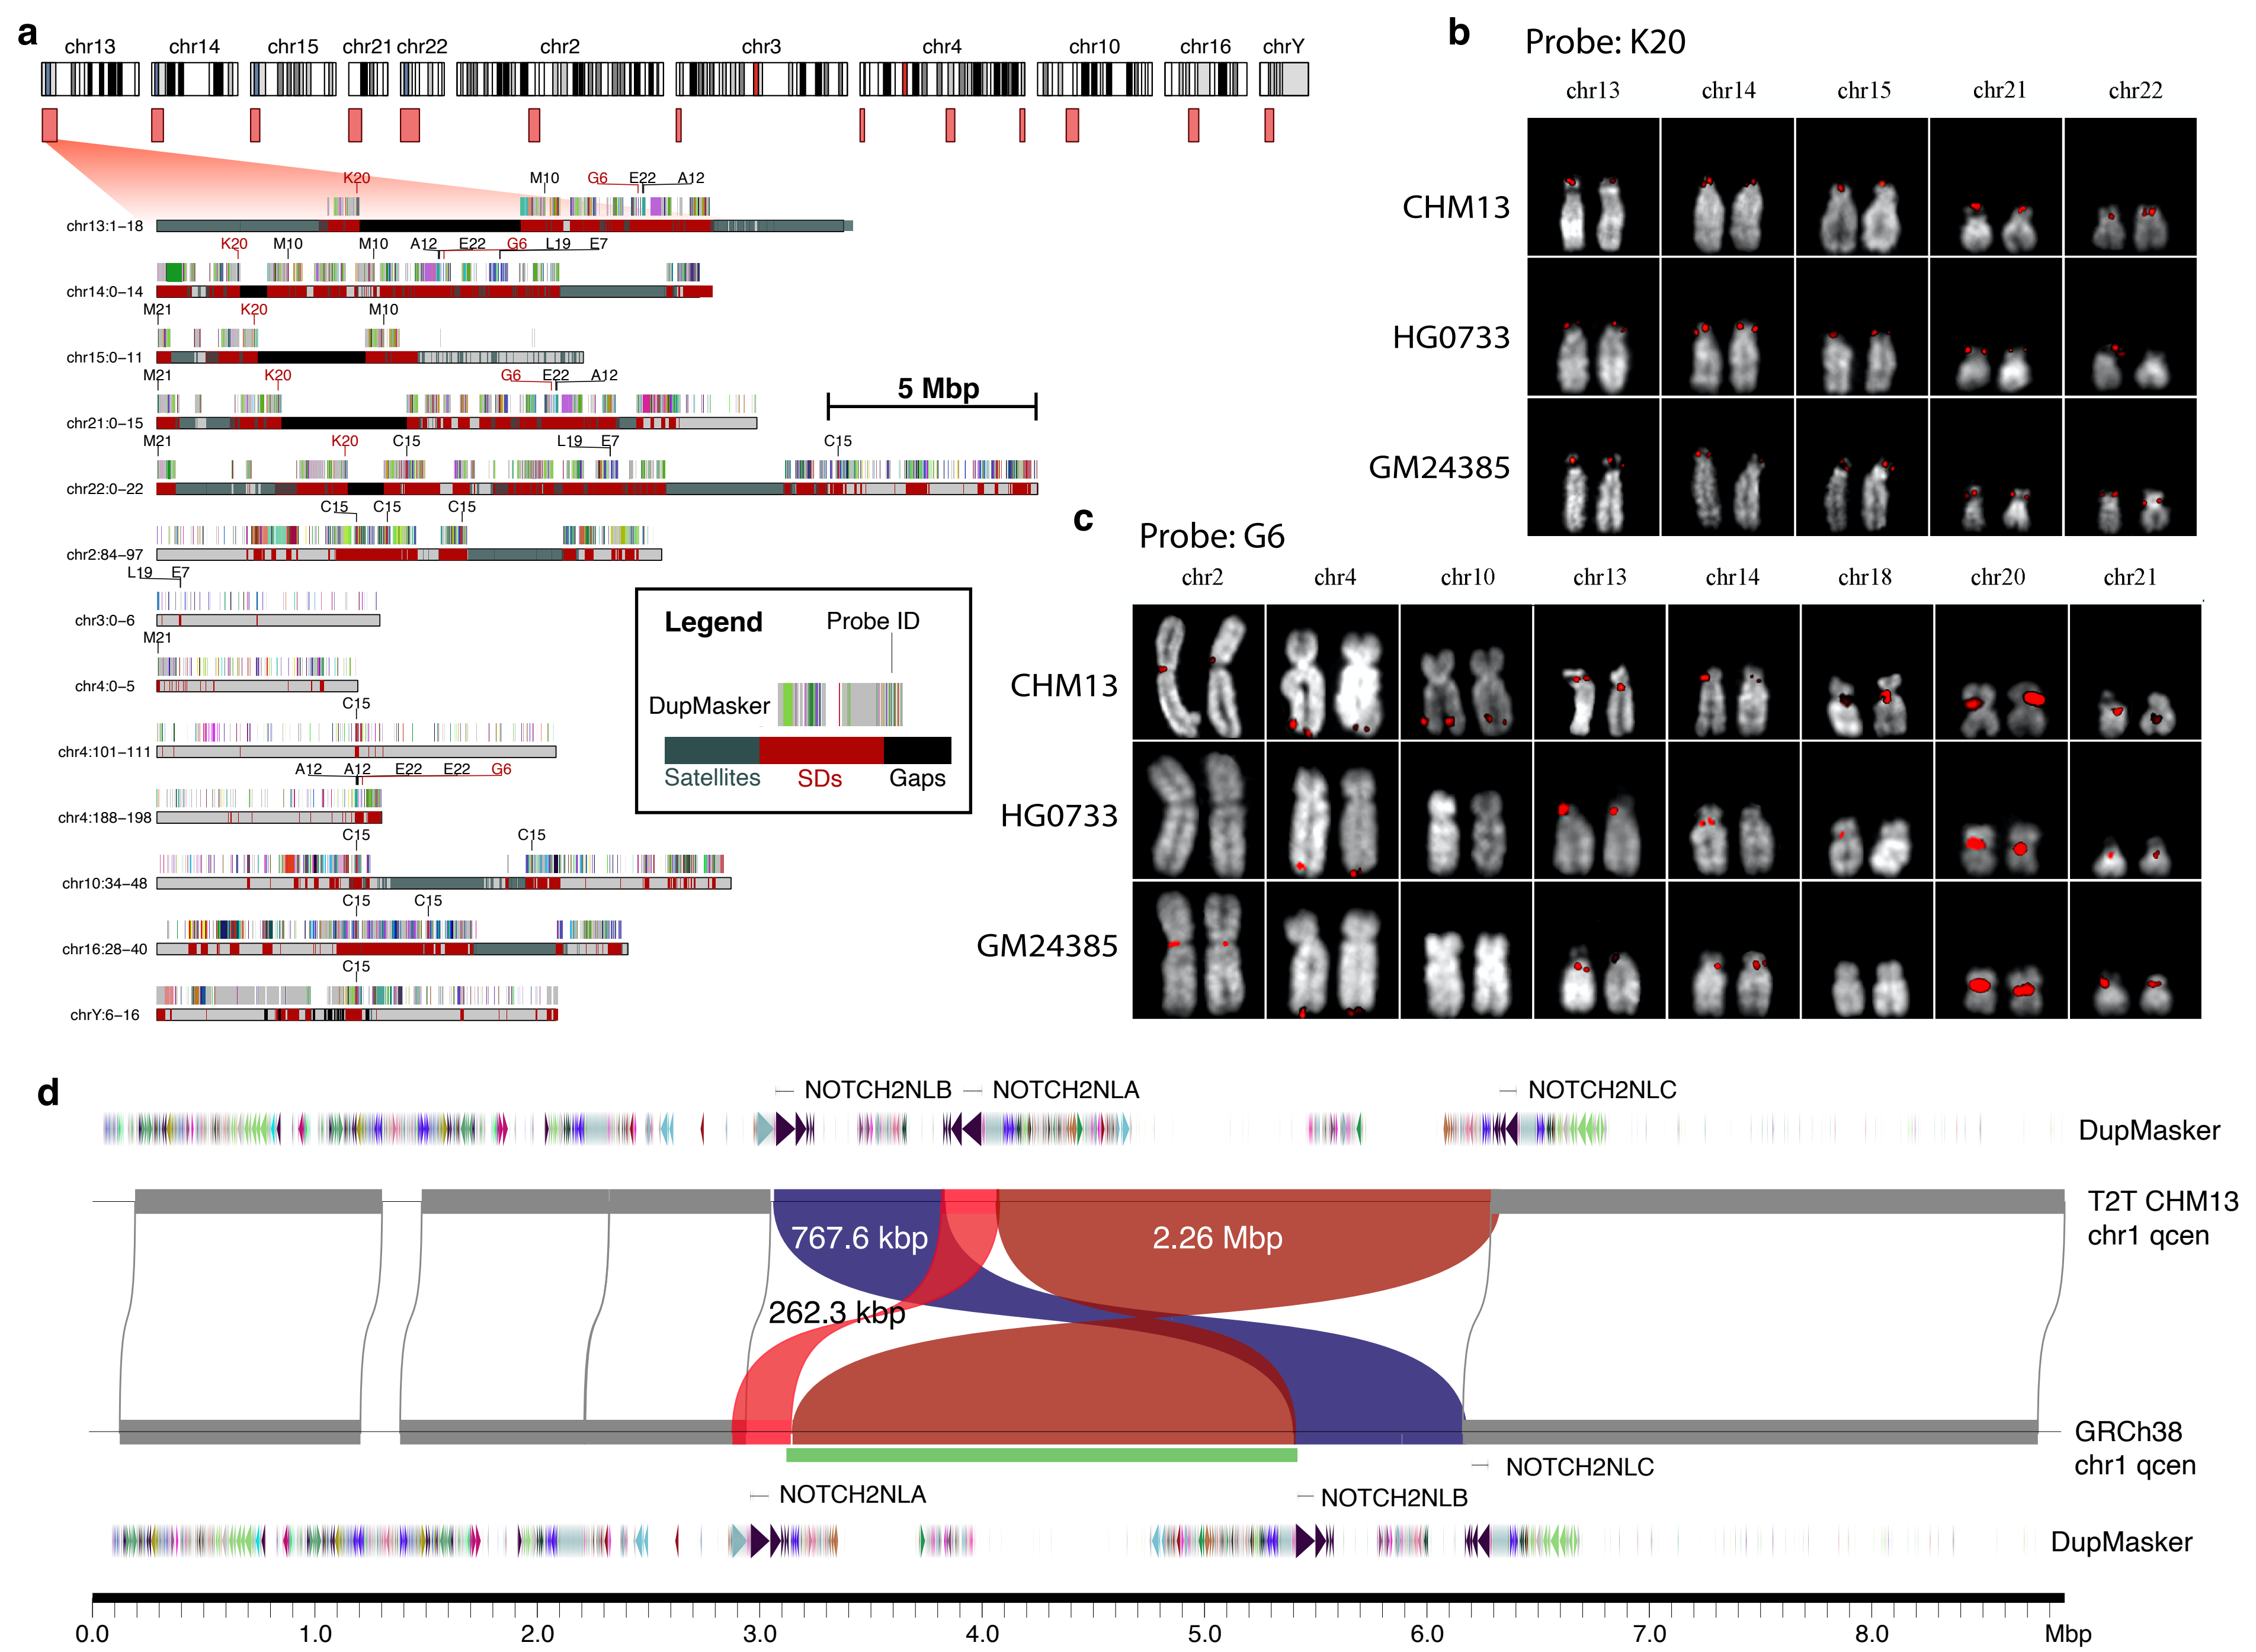 a
chr13 chr14 chr15 chr21 chr22 chr2 chr3 chr4 chr10 chr16 chrY
K20 M10 G6 E22 A12
chr13:1–18
K20 M10 M10 A12 E22 G6 L19 E7
chr14:0–14
M21 K20 M10
chr15:0–11
M21 K20 G6 E22 A12
chr21:0–15
5 Mbp
M21 K20 C15 L19 E7 C15
chr22:0–22
C15 C15 C15
chr2:84–97
L19 E7
chr3:0–6
M21
chr4:0–5
C15
chr4:101–111
A12 A12 E22 E22 G6
chr4:188–198
C15 C15
chr10:34–48
C15 C15
chr16:28–40
C15
chrY:6–16
Legend
Probe ID
DupMasker
Satellites SDs Gaps
b
Probe: K20
chr13 chr14 chr15 chr21 chr22
CHM13
HG0733
GM24385
c
Probe: G6
chr2 chr4 chr10 chr13 chr14 chr18 chr20 chr21
CHM13
HG0733
GM24385
d
NOTCH2NLB NOTCH2NLA NOTCH2NLC
DupMasker
T2T CHM13
chr1 qcen
767.6 kbp 2.26 Mbp
262.3 kbp
GRCh38
chr1 qcen
NOTCH2NLC
NOTCH2NLA NOTCH2NLB
DupMasker
0.0 1.0 2.0 3.0 4.0 5.0 6.0 7.0 8.0 Mbp